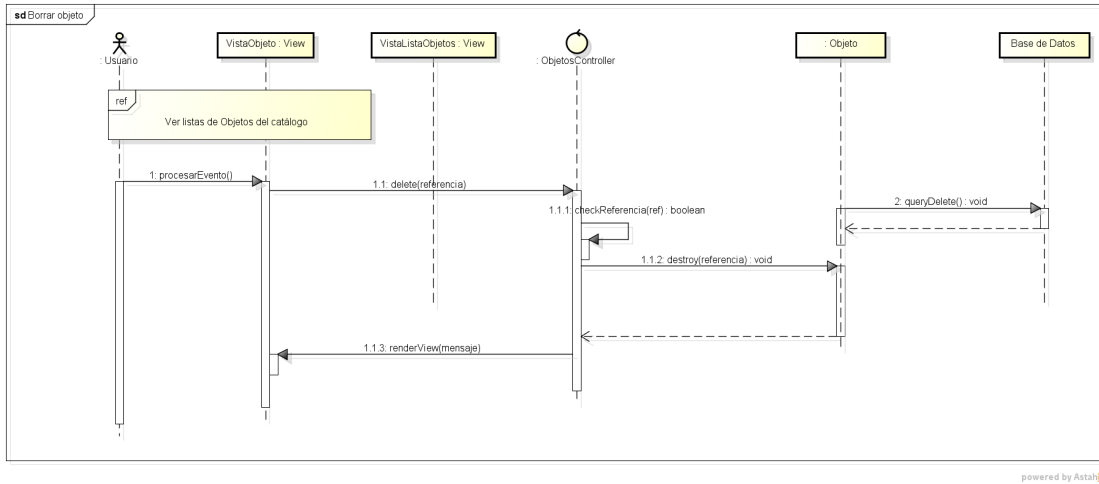 sd Borrar objeto
: Usuario
VistaObjeto : View
VistaListaObjetos : View
: ObjetosController
: Objeto
Base de Datos
ref
Ver listas de Objetos del catálogo
1: procesarEvento()
1.1: delete(referencia)
2: queryDelete() : void
1.1.1: checkReferencia(ref) : boolean
1.1.2: destroy(referencia) : void
1.1.3: renderView(mensaje)
powered by Astah